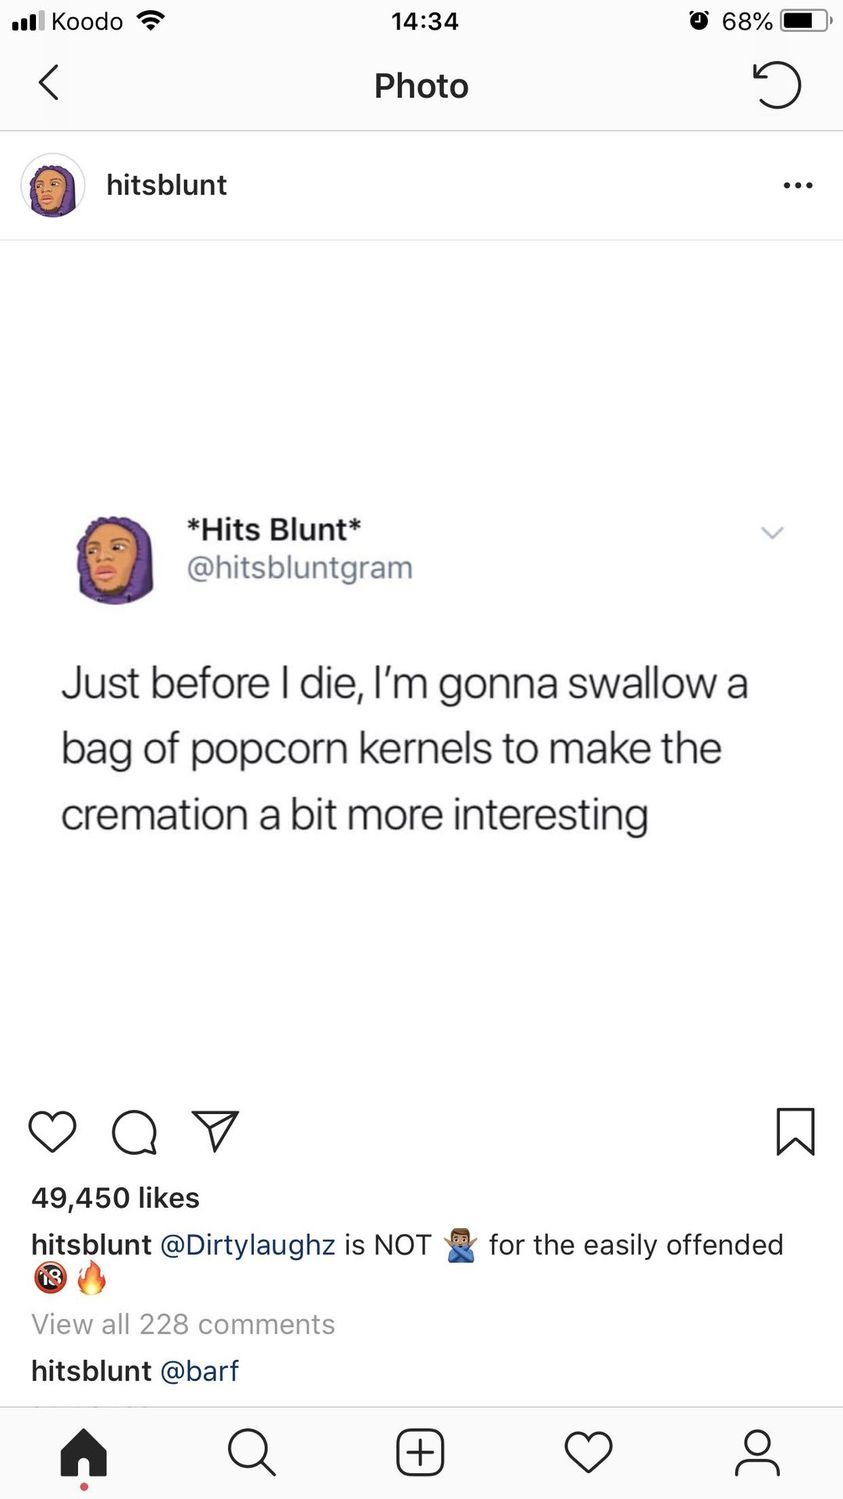 Koodo 14:34 68%
Photo
hitsblunt
*Hits Blunt*
@hitsbluntgram
Just before I die, I'm gonna swallow a
bag of popcorn kernels to make the
cremation a bit more interesting
49,450 likes
hitsblunt @Dirtylaughz is NOT 🙅🏽‍♂️ for the easily offended
🔞🔥
View all 228 comments
hitsblunt @barf